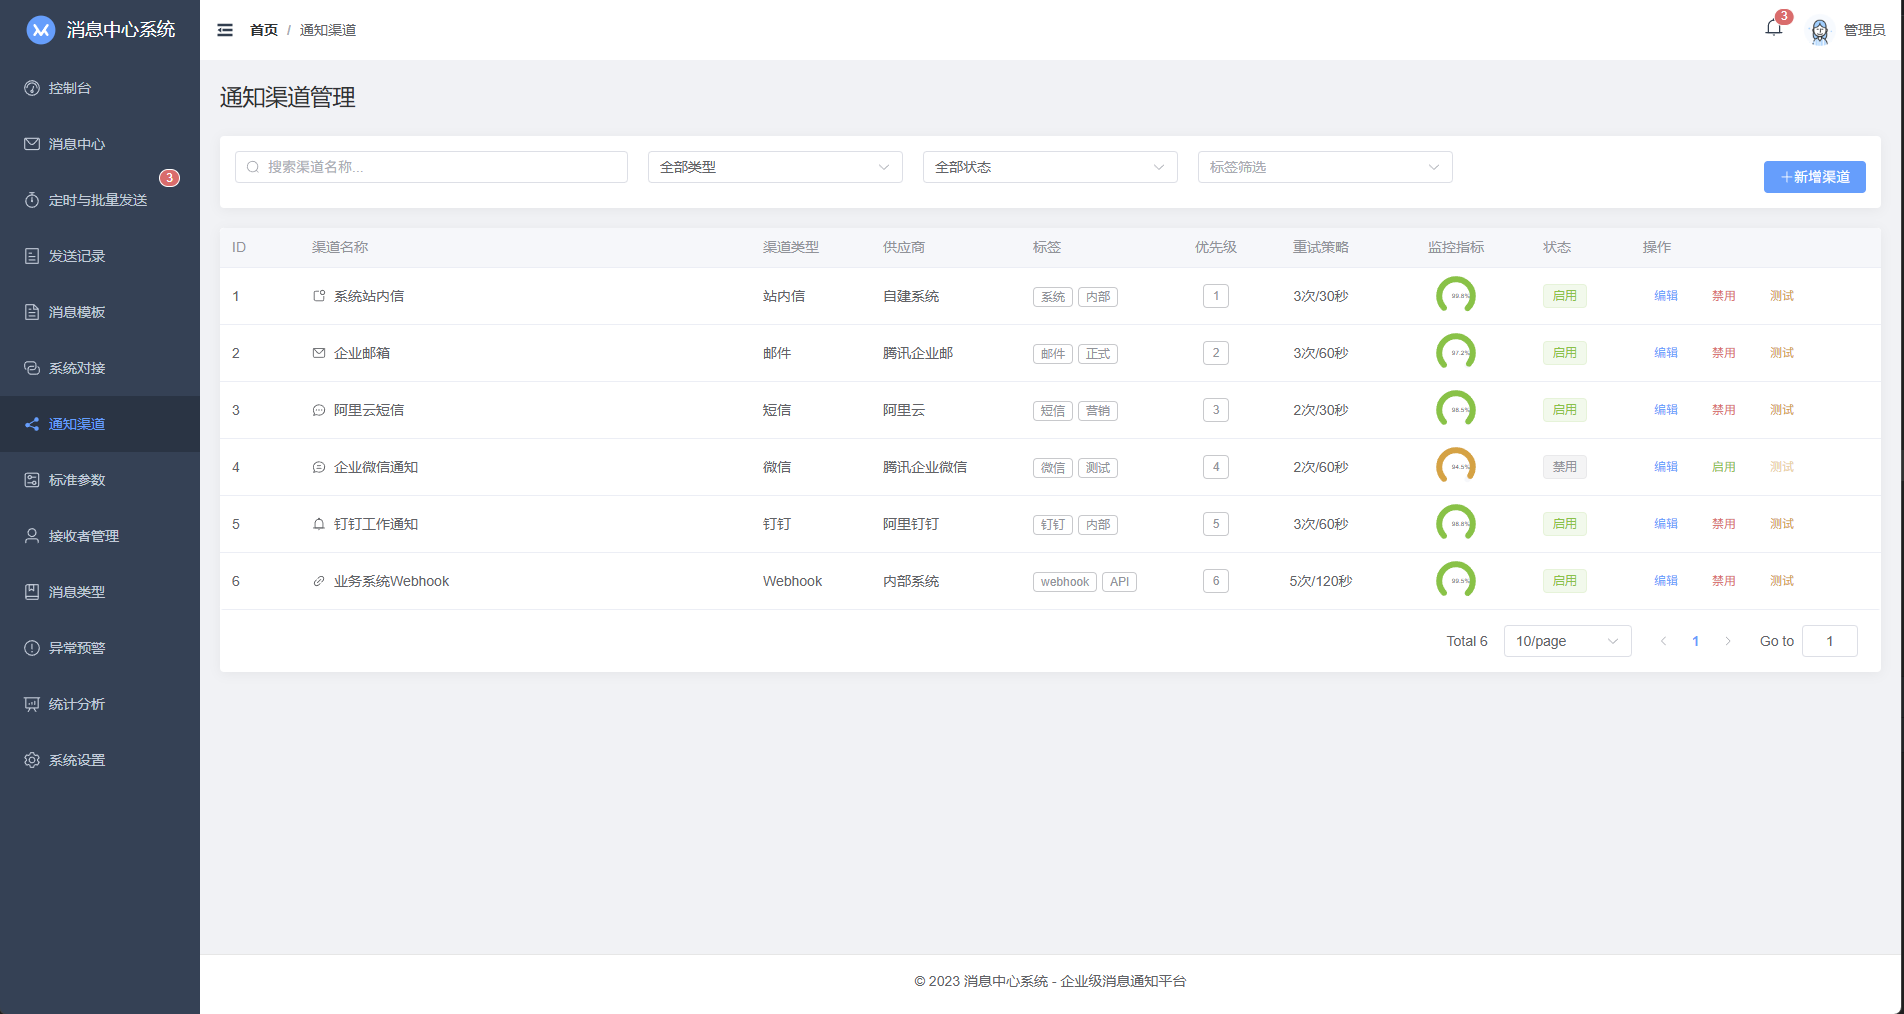 消息中心系统
首页 / 通知渠道
3
管理员
控制台
消息中心
3
定时与批量发送
发送记录
消息模板
系统对接
通知渠道
标准参数
接收者管理
消息类型
异常预警
统计分析
系统设置
通知渠道管理
搜索渠道名称... 全部类型 全部状态 标签筛选 新增渠道
ID 渠道名称 渠道类型 供应商 标签 优先级 重试策略 监控指标 状态 操作
1 系统站内信 站内信 自建系统 系统 内部 1 3次/30秒 99.8% 启用 编辑 禁用 测试
2 企业邮箱 邮件 腾讯企业邮 邮件 正式 2 3次/60秒 97.2% 启用 编辑 禁用 测试
3 阿里云短信 短信 阿里云 短信 营销 3 2次/30秒 98.5% 启用 编辑 禁用 测试
4 企业微信通知 微信 腾讯企业微信 微信 测试 4 2次/60秒 94.5% 禁用 编辑 启用 测试
5 钉钉工作通知 钉钉 阿里钉钉 钉钉 内部 5 3次/60秒 启用 编辑 禁用 测试
6 业务系统Webhook Webhook 内部系统 webhook API 6 5次/120秒 99.5% 启用 编辑 禁用 测试
Total 6 10/page 1 Go to 1
© 2023 消息中心系统 - 企业级消息通知平台